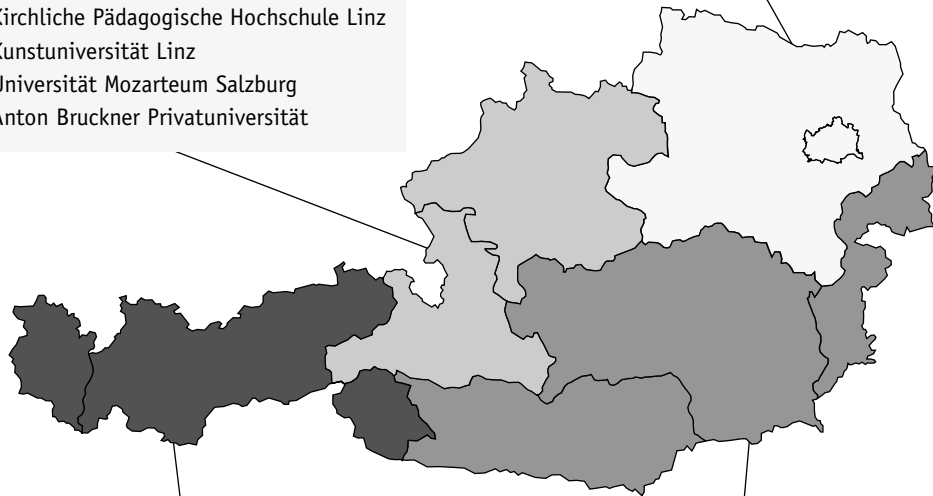 Kirchliche Pädagogische Hochschule Linz
Kunstuniversität Linz
Universität Mozarteum Salzburg
Anton Bruckner Privatuniversität